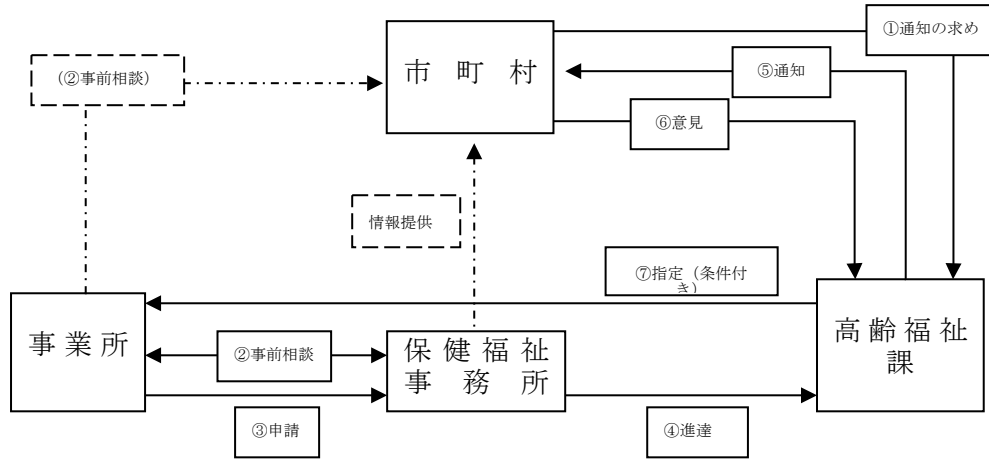 ①通知の求め
(②事前相談)
市町村
⑤通知
⑥意見
情報提供
⑦指定(条件付
き)
事業所
②事前相談
保健福祉
事務所
高齢福祉
課
③申請
④進達